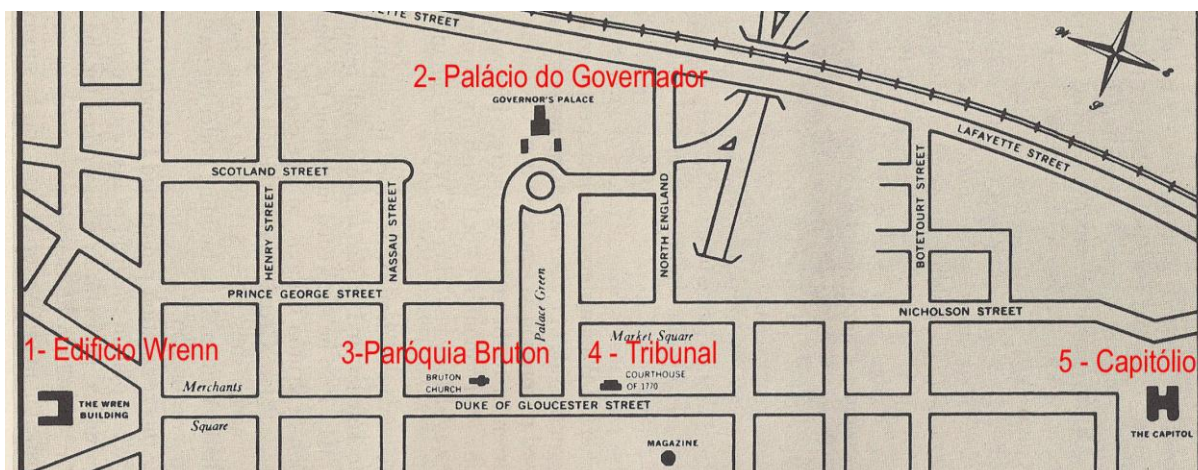 ETTE STREET
2- Palácio do Governador
GOVERNOR'S PALACE
LAFAYETTE STREET
SCOTLAND STREET
HENRY STREET
NASSAU STREET
NORTH ENGLAND
BOTETOURT STREET
PRINCE GEORGE STREET
Palace Green
NICHOLSON STREET
1- Edifício Wrenn
3-Paróquia Bruton
Market Square
4 - Tribunal
5 - Capitólio
BRUTON
CHURCH
COURTHOUSE
OF 1770
Merchants
Square
THE WREN
BUILDING
DUKE OF GLOUCESTER STREET
MAGAZINE
THE CAPITOL